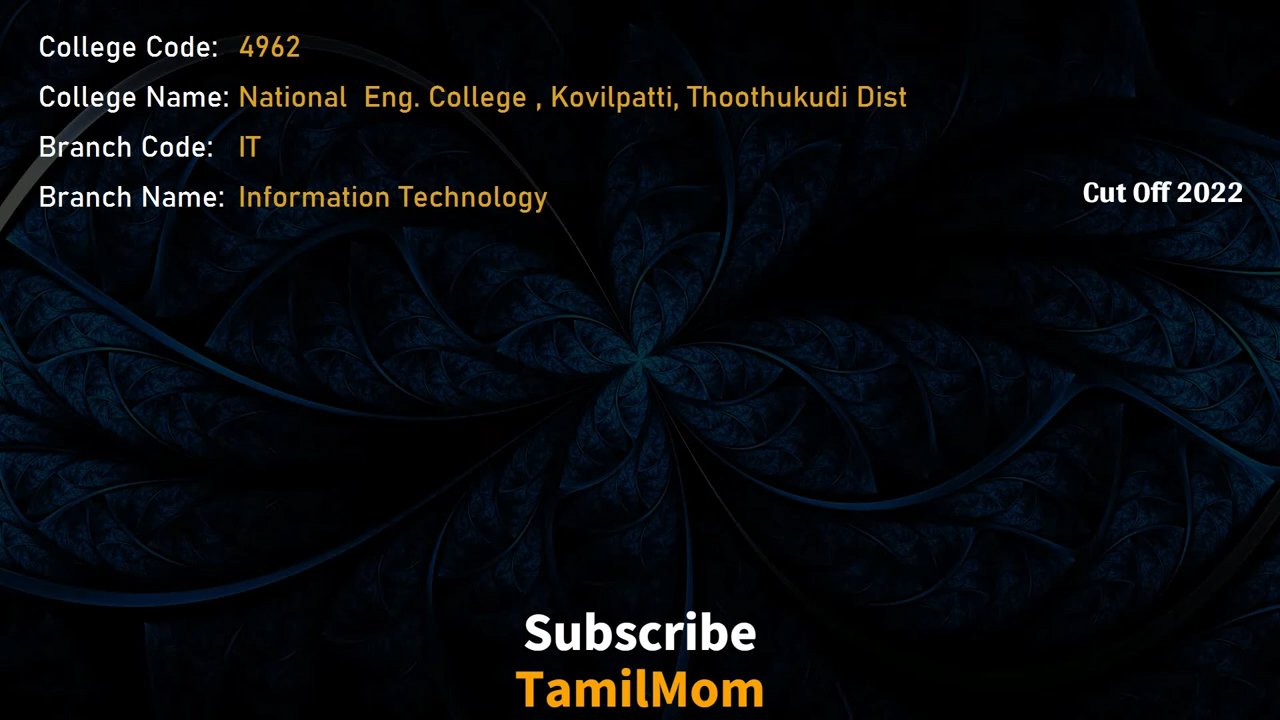 College Code: 4962
College Name: National  Eng. College , Kovilpatti, Thoothukudi Dist
Branch Code: IT
Branch Name: Information Technology
Cut Off 2022
Subscribe
TamilMom